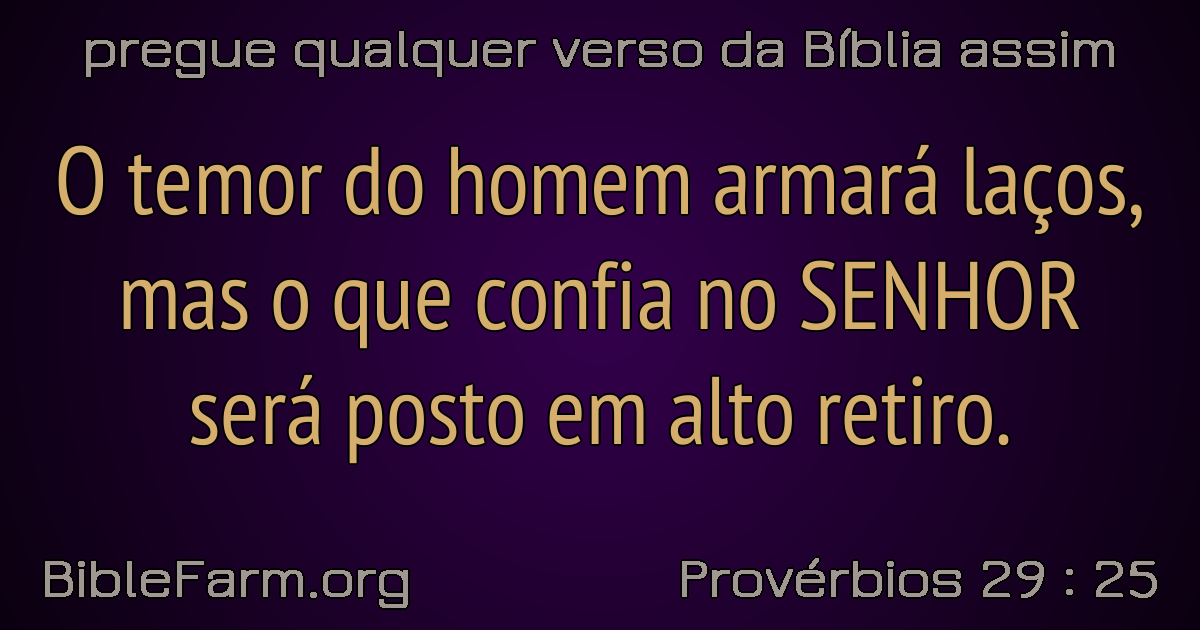 pregue qualquer verso da Bíblia assim
O temor do homem armará laços,
mas o que confia no SENHOR
será posto em alto retiro.
BibleFarm.org
Provérbios 29 : 25